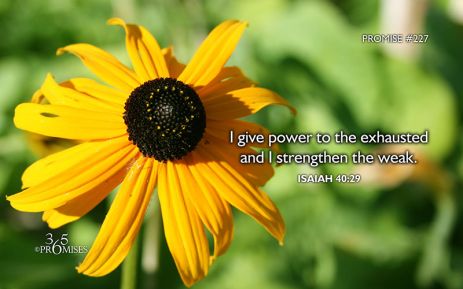 PROMISE #227
I give power to the exhausted
and I strengthen the weak.
ISAIAH 40:29
©365
PROMISES